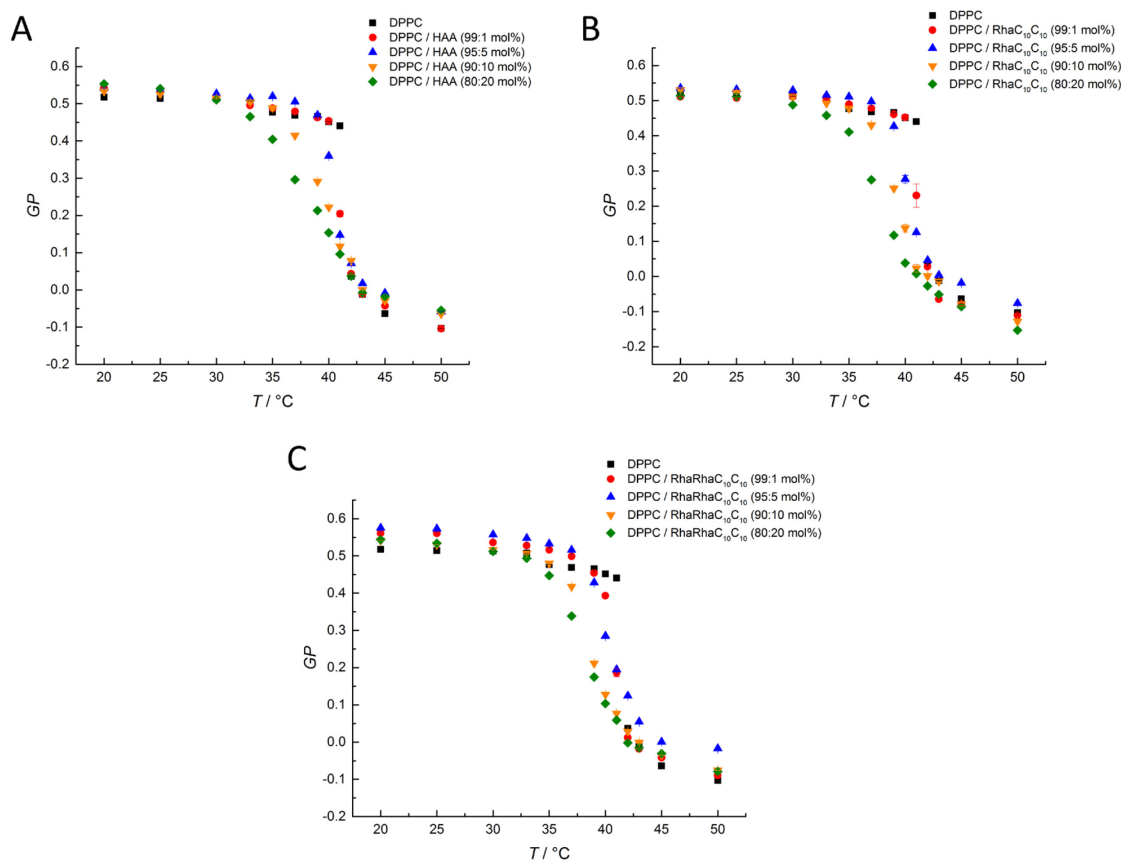 A
DPPC
DPPC / HAA (99:1 mol%)
DPPC / HAA (95:5 mol%)
DPPC / HAA (90:10 mol%)
DPPC / HAA (80:20 mol%)
0.6
0.5
0.4
0.3
0.2
0.1
0.0
-0.1
-0.2
GP
20 25 30 35 40 45 50
T / °C
B
DPPC
DPPC / RhaC₁₀C₁₀ (99:1 mol%)
DPPC / RhaC₁₀C₁₀ (95:5 mol%)
DPPC / RhaC₁₀C₁₀ (90:10 mol%)
DPPC / RhaC₁₀C₁₀ (80:20 mol%)
0.6
0.5
0.4
0.3
0.2
0.1
0.0
-0.1
-0.2
GP
20 25 30 35 40 45 50
T / °C
C
DPPC
DPPC / RhaRhaC₁₀C₁₀ (99:1 mol%)
DPPC / RhaRhaC₁₀C₁₀ (95:5 mol%)
DPPC / RhaRhaC₁₀C₁₀ (90:10 mol%)
DPPC / RhaRhaC₁₀C₁₀ (80:20 mol%)
0.6
0.5
0.4
0.3
0.2
0.1
0.0
-0.1
-0.2
GP
20 25 30 35 40 45 50
T / °C